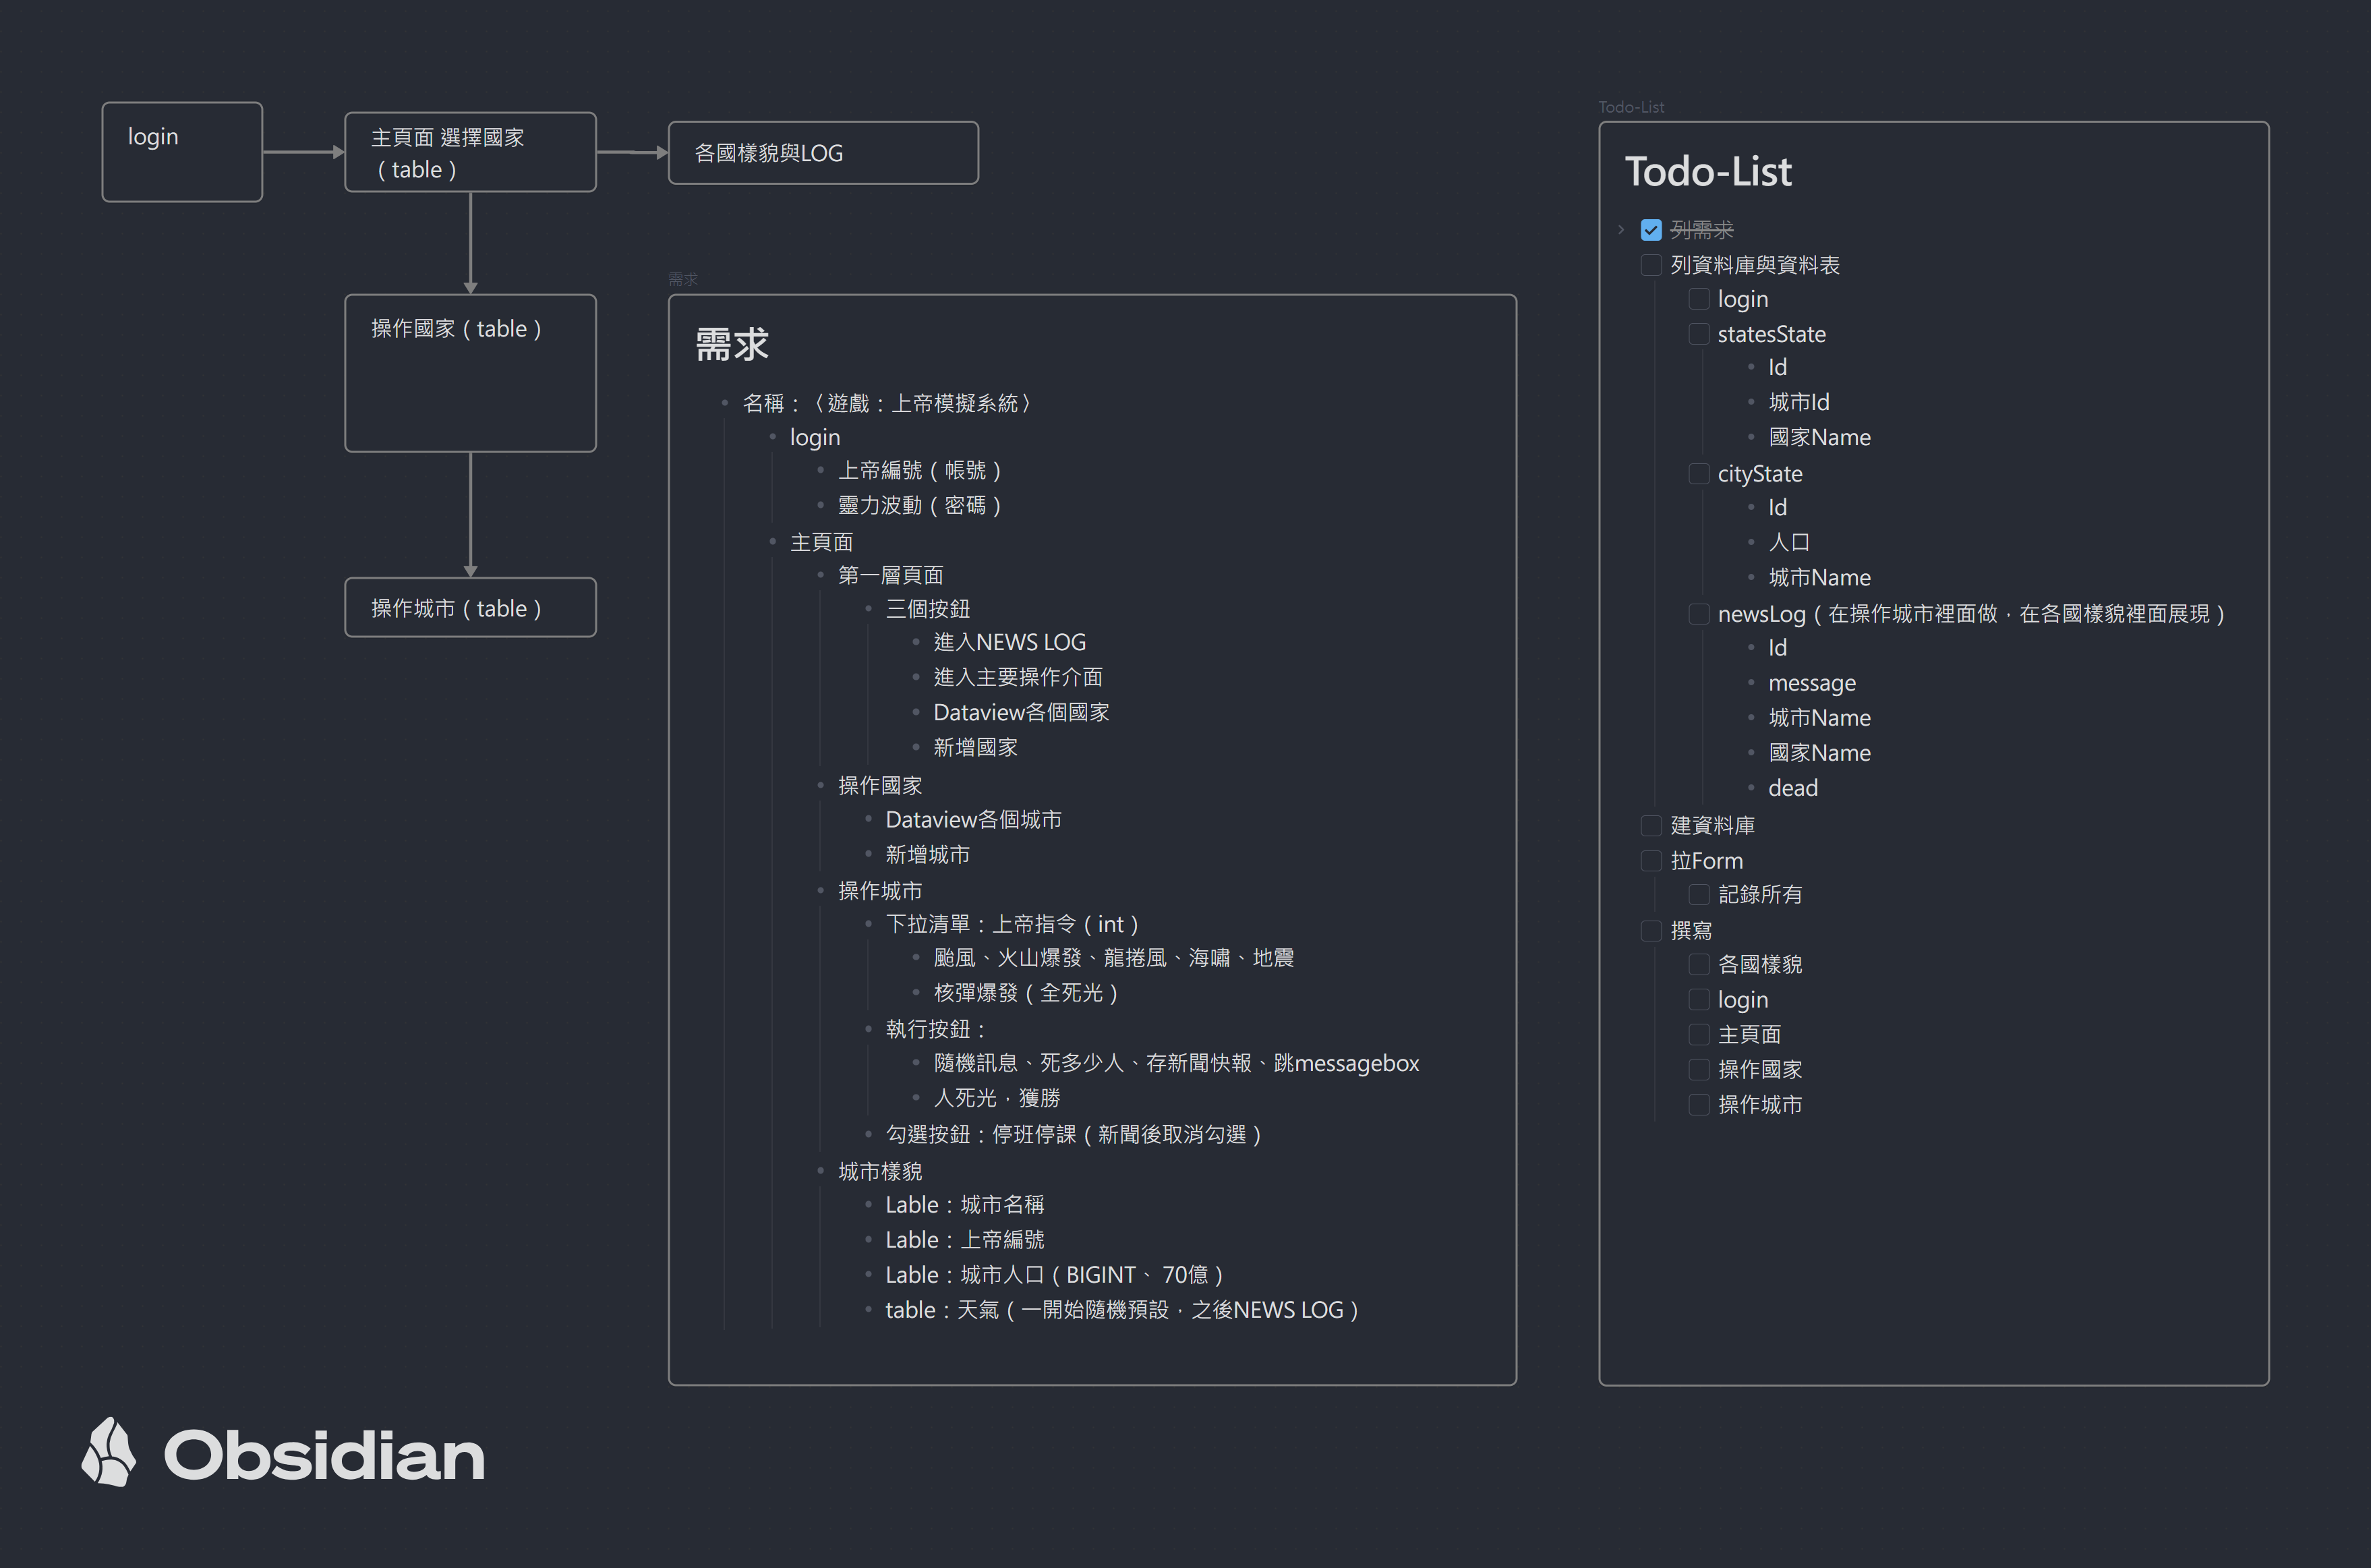 login
主頁面 選擇國家
（table）
各國樣貌與LOG
操作國家（table）
操作城市（table）
需求
需求
名稱：〈遊戲：上帝模擬系統〉
login
上帝編號（帳號）
靈力波動（密碼）
主頁面
第一層頁面
三個按鈕
進入NEWS LOG
進入主要操作介面
Dataview各個國家
新增國家
操作國家
Dataview各個城市
新增城市
操作城市
下拉清單：上帝指令（int）
颱風、火山爆發、龍捲風、海嘯、地震
核彈爆發（全死光）
執行按鈕：
隨機訊息、死多少人、存新聞快報、跳messagebox
人死光，獲勝
勾選按鈕：停班停課（新聞後取消勾選）
城市樣貌
Lable：城市名稱
Lable：上帝編號
Lable：城市人口（BIGINT、 70億）
table：天氣（一開始隨機預設，之後NEWS LOG）
Todo-List
Todo-List
列需求
列資料庫與資料表
login
statesState
Id
城市Id
國家Name
cityState
Id
人口
城市Name
newsLog（在操作城市裡面做，在各國樣貌裡面展現）
Id
message
城市Name
國家Name
dead
建資料庫
拉Form
記錄所有
撰寫
各國樣貌
login
主頁面
操作國家
操作城市
Obsidian